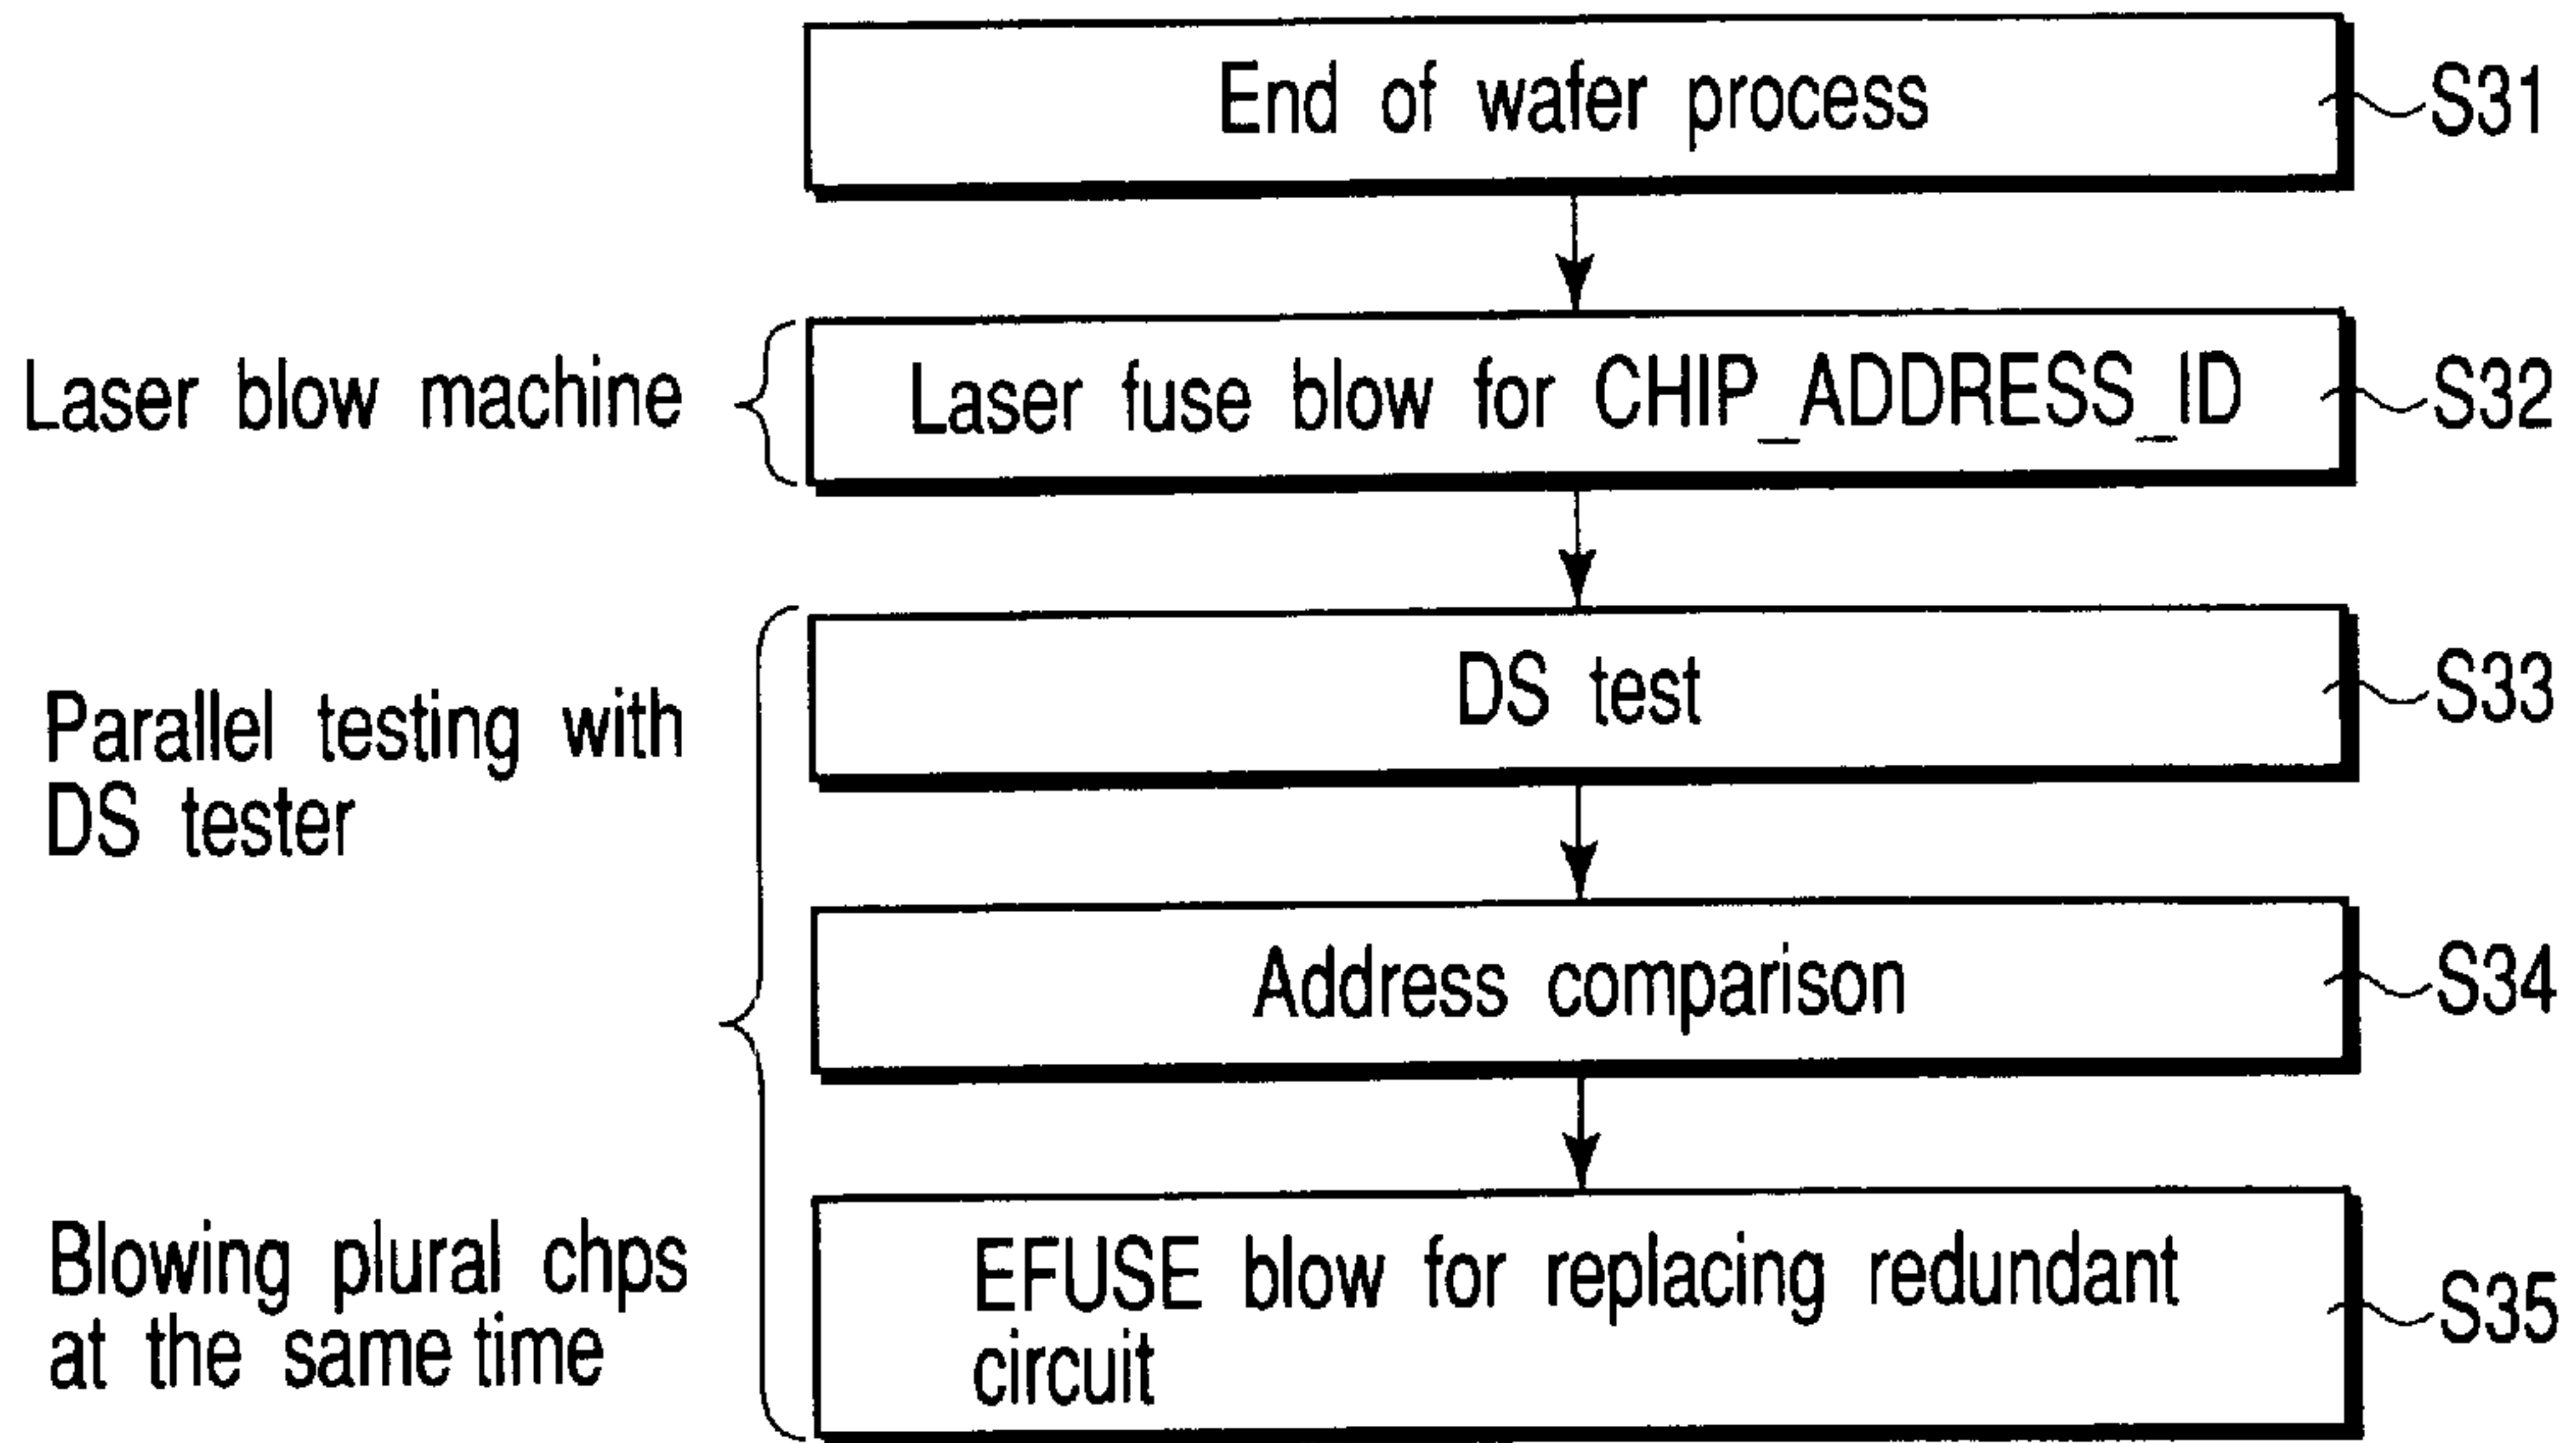 End of wafer process
S31
Laser blow machine
Laser fuse blow for CHIP_ADDRESS_ID
S32
Parallel testing with
DS tester
DS test
S33
Address comparison
S34
Blowing plural chps
at the same time
EFUSE blow for replacing redundant
circuit
S35